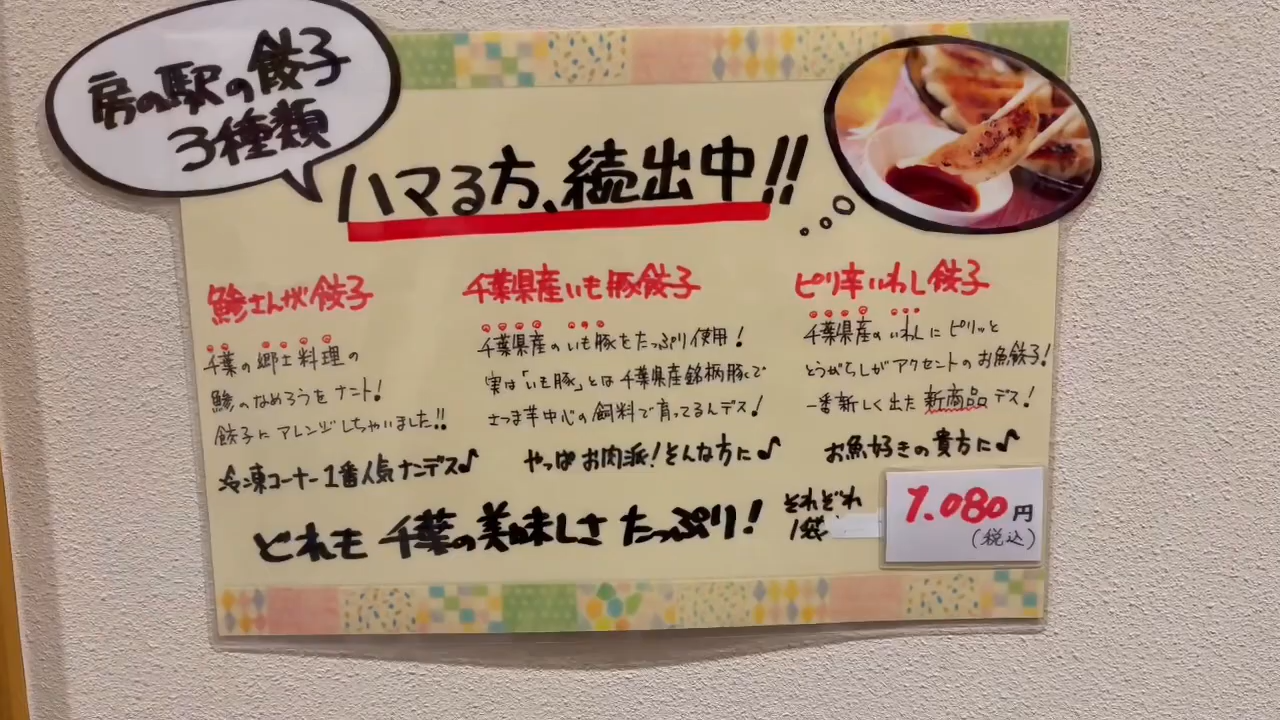 房の駅の餃子
3種類
ハマる方、続出中!!
鯵さんが餃子
千葉の郷土料理の
鯵のなめろうをナント!
餃子にアレンジしちゃいました!!
冷凍コーナー1番人気ナンデス♪
千葉県産いも豚餃子
千葉県産のいも豚をたっぷり使用!
実は「いも豚」とは千葉県産銘柄豚で
さつま芋中心の飼料で育ってるんデス!
やっぱお肉派!そんな方に♪
ピリ辛いわし餃子
千葉県産のいわしにピリッと
とうがらしがアクセントのお魚餃子!
一番新しく出た新商品デス!
お魚好きの貴方に♪
どれも千葉の美味しさたっぷり!
それぞれ
1袋
1.080円
(税込)